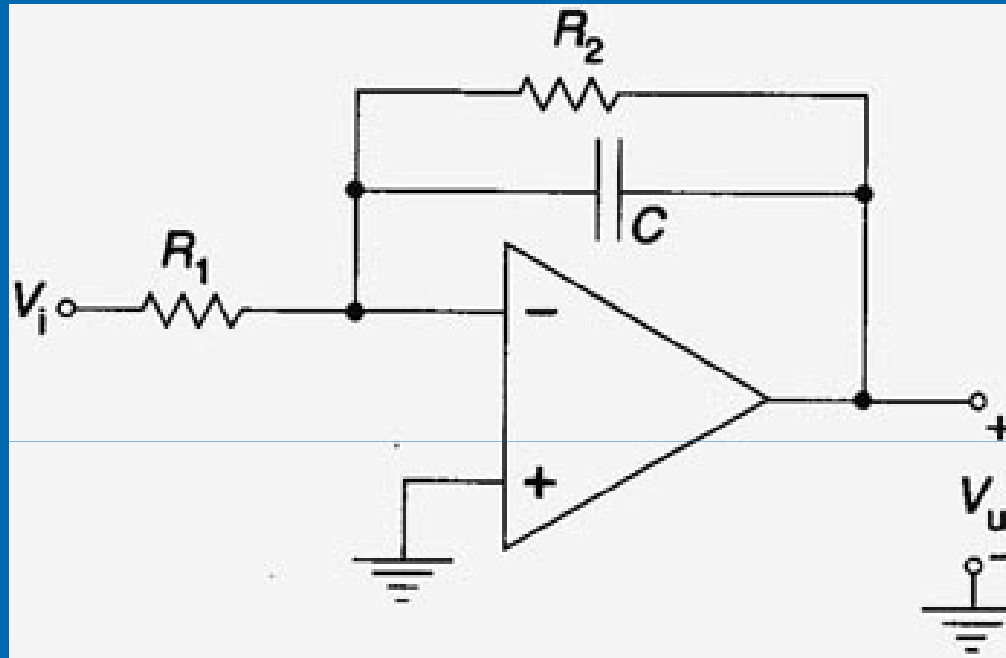 R₂
C
R₁
Vᵢ
−
+
+
Vᵤ
−